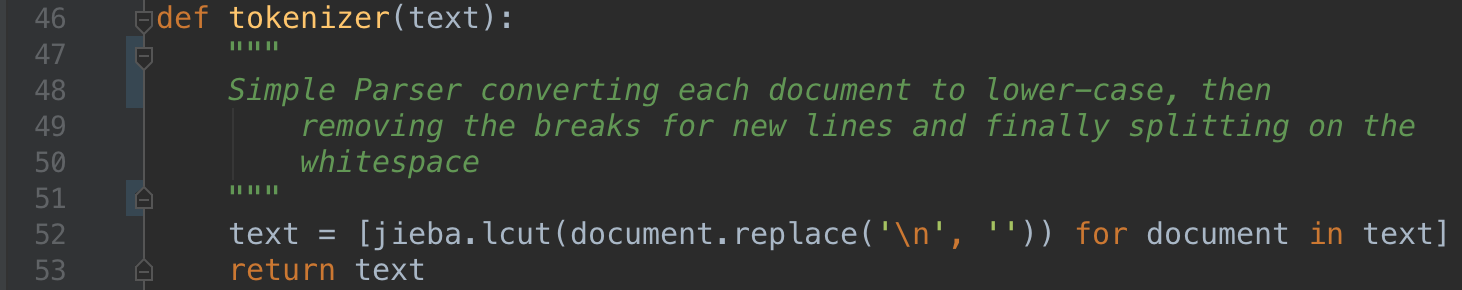 46 def tokenizer(text):
47 """
48 Simple Parser converting each document to lower-case, then
49 removing the breaks for new lines and finally splitting on the
50 whitespace
51 """
52 text = [jieba.lcut(document.replace('\n', '')) for document in text]
53 return text